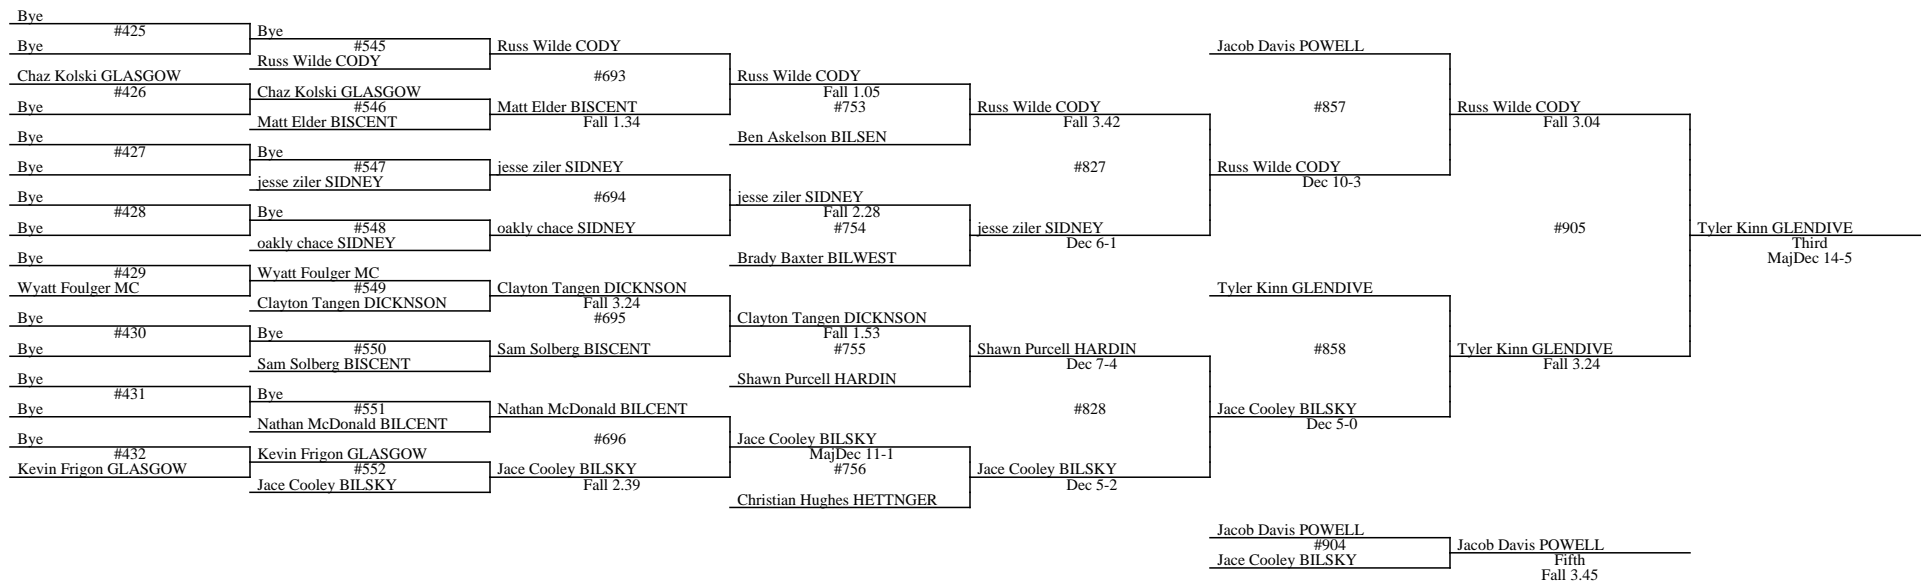 Bye
#425
Bye
Chaz Kolski GLASGOW
#426
Bye
Bye
#427
Bye
Bye
#428
Bye
Bye
#429
Wyatt Foulger MC
Bye
#430
Bye
Bye
#431
Bye
Bye
#432
Kevin Frigon GLASGOW
Bye
#545
Russ Wilde CODY
Chaz Kolski GLASGOW
#546
Matt Elder BISCENT
Bye
#547
jesse ziler SIDNEY
Bye
#548
oakly chace SIDNEY
Wyatt Foulger MC
#549
Clayton Tangen DICKNSON
Bye
#550
Sam Solberg BISCENT
Bye
#551
Nathan McDonald BILCENT
Kevin Frigon GLASGOW
#552
Jace Cooley BILSKY
Russ Wilde CODY
#693
Matt Elder BISCENT
Fall 1.34
jesse ziler SIDNEY
#694
oakly chace SIDNEY
Clayton Tangen DICKNSON
Fall 3.24
#695
Sam Solberg BISCENT
Nathan McDonald BILCENT
#696
Jace Cooley BILSKY
Fall 2.39
Russ Wilde CODY
Fall 1.05
#753
Ben Askelson BILSEN
jesse ziler SIDNEY
Fall 2.28
#754
Brady Baxter BILWEST
Clayton Tangen DICKNSON
Fall 1.53
#755
Shawn Purcell HARDIN
Jace Cooley BILSKY
MajDec 11-1
#756
Christian Hughes HETTNGER
Russ Wilde CODY
Fall 3.42
#827
jesse ziler SIDNEY
Dec 6-1
Shawn Purcell HARDIN
Dec 7-4
#828
Jace Cooley BILSKY
Dec 5-2
Jacob Davis POWELL
#857
Russ Wilde CODY
Dec 10-3
Tyler Kinn GLENDIVE
#858
Jace Cooley BILSKY
Dec 5-0
Russ Wilde CODY
Fall 3.04
#905
Tyler Kinn GLENDIVE
Fall 3.24
Tyler Kinn GLENDIVE
Third
MajDec 14-5
Jacob Davis POWELL
#904
Jace Cooley BILSKY
Jacob Davis POWELL
Fifth
Fall 3.45